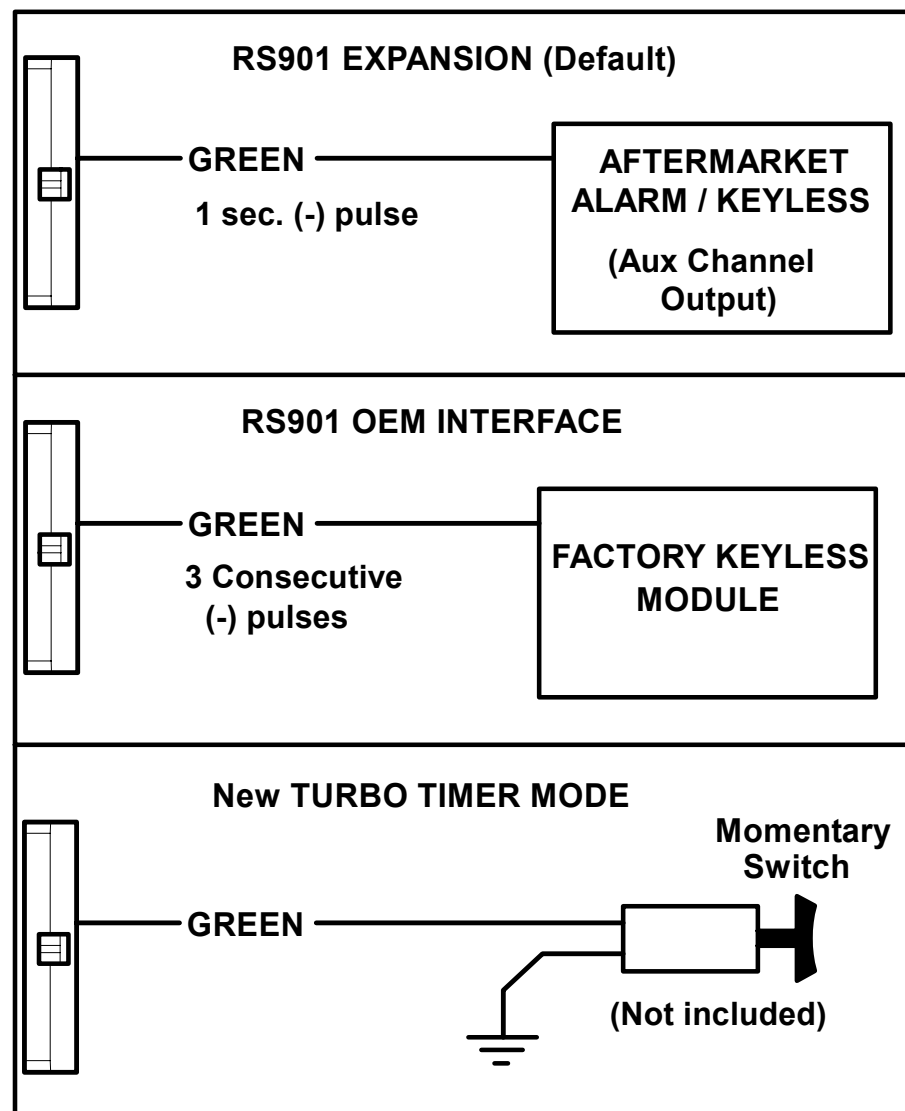 RS901 EXPANSION (Default)
GREEN
1 sec. (-) pulse
AFTERMARKET
ALARM / KEYLESS
(Aux Channel
Output)
RS901 OEM INTERFACE
GREEN
3 Consecutive
(-) pulses
FACTORY KEYLESS
MODULE
New TURBO TIMER MODE
Momentary
Switch
GREEN
(Not included)